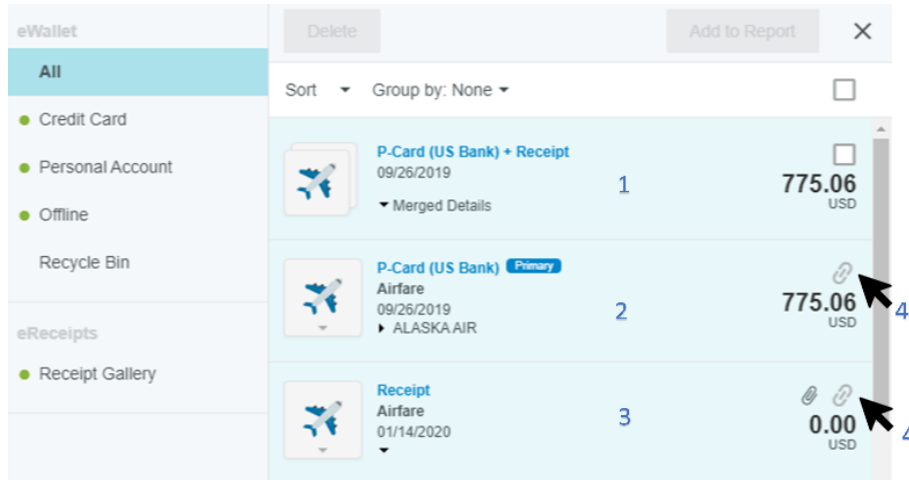 eWallet
All
Credit Card
Personal Account
Offline
Recycle Bin
eReceipts
Receipt Gallery
Delete
Add to Report
Sort
Group by: None
P-Card (US Bank) + Receipt
09/26/2019
Merged Details
1
775.06
USD
P-Card (US Bank) Primary
Airfare
09/26/2019
ALASKA AIR
2
775.06
USD
4
Receipt
Airfare
01/14/2020
3
0.00
USD
4